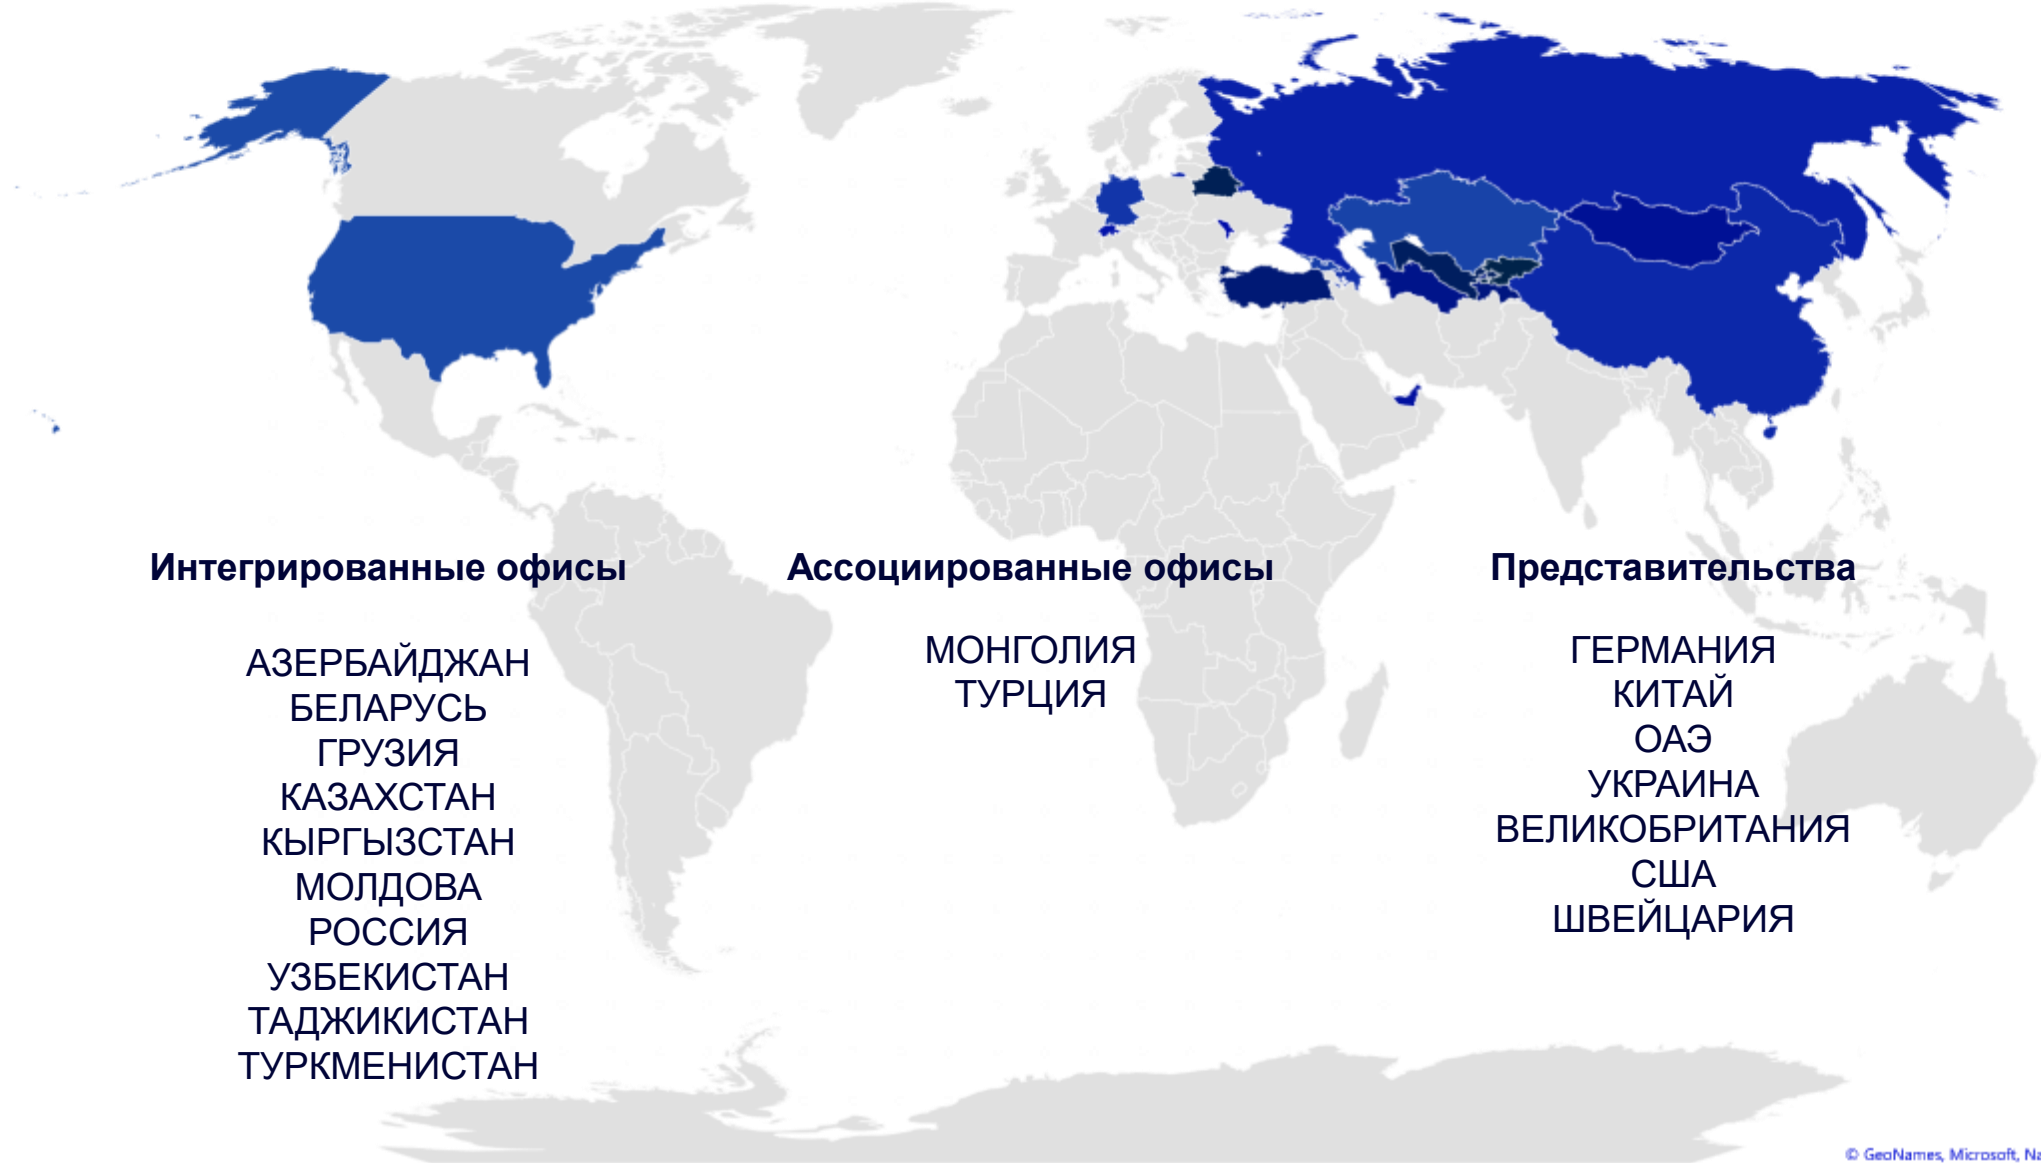 Интегрированные офисы
АЗЕРБАЙДЖАН
БЕЛАРУСЬ
ГРУЗИЯ
КАЗАХСТАН
КЫРГЫЗСТАН
МОЛДОВА
РОССИЯ
УЗБЕКИСТАН
ТАДЖИКИСТАН
ТУРКМЕНИСТАН
Ассоциированные офисы
МОНГОЛИЯ
ТУРЦИЯ
Представительства
ГЕРМАНИЯ
КИТАЙ
ОАЭ
УКРАИНА
ВЕЛИКОБРИТАНИЯ
США
ШВЕЙЦАРИЯ
© GeoNames, Microsoft,